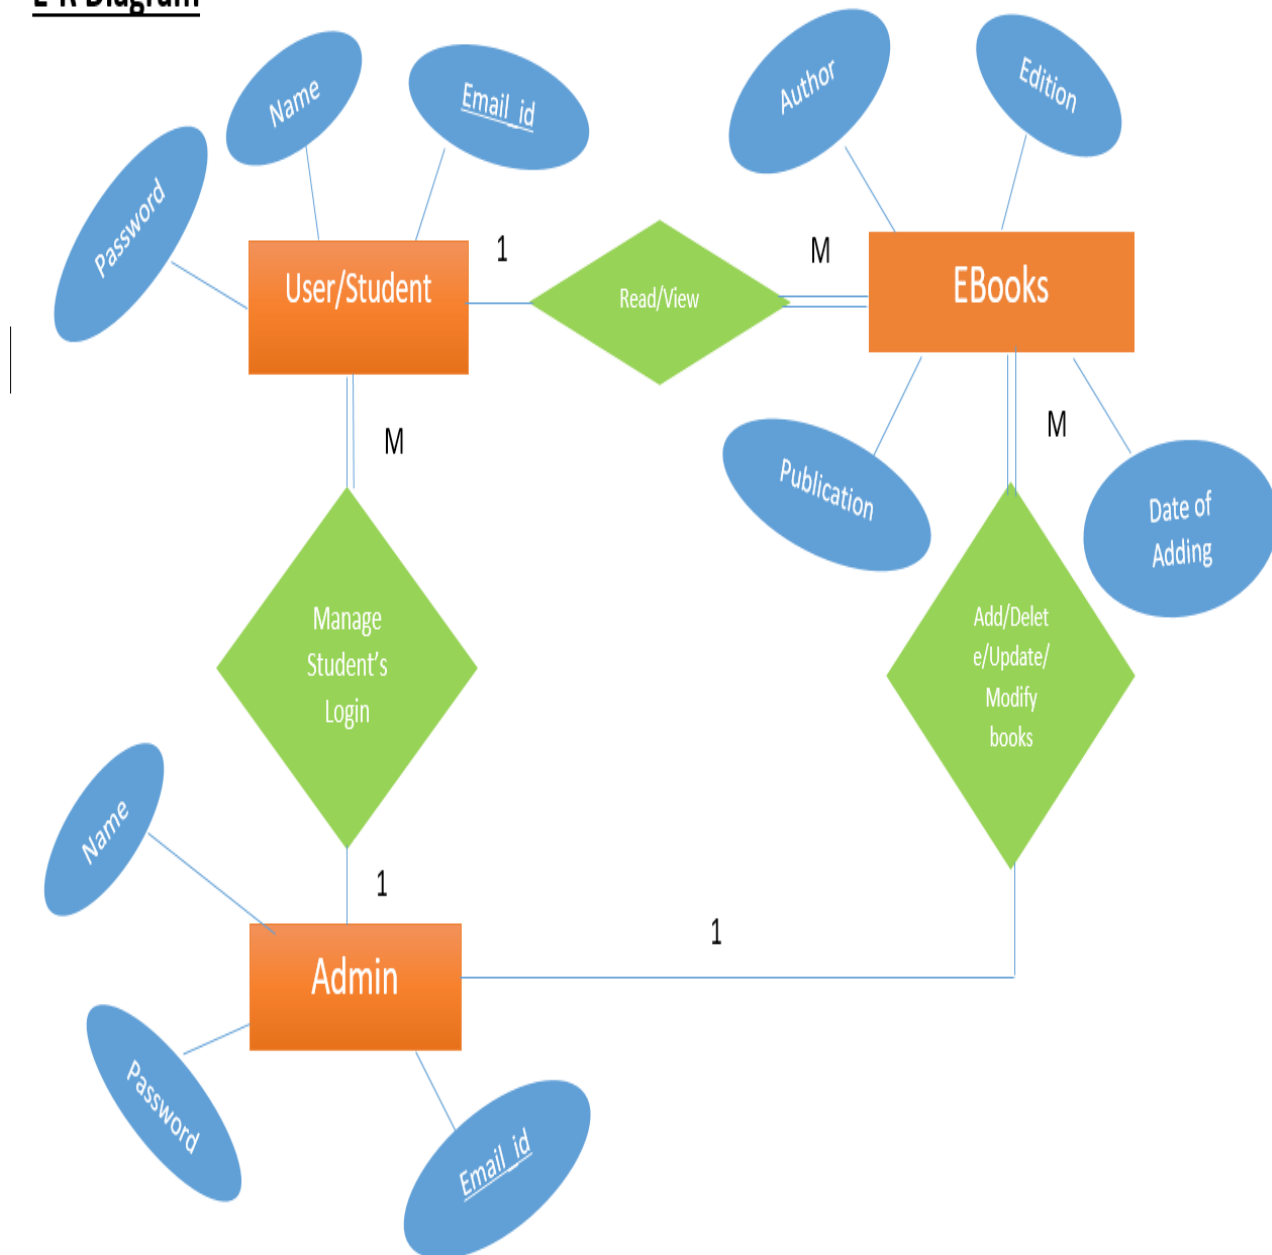 E-R Diagram
Name
Email_id
Password
Author
Edition
User/Student
1
Read/View
M
EBooks
M
Publication
M
Date of
Adding
Manage
Student's
Login
Add/Delet
e/Update/
Modify
books
Name
1
Admin
1
Password
Email_id